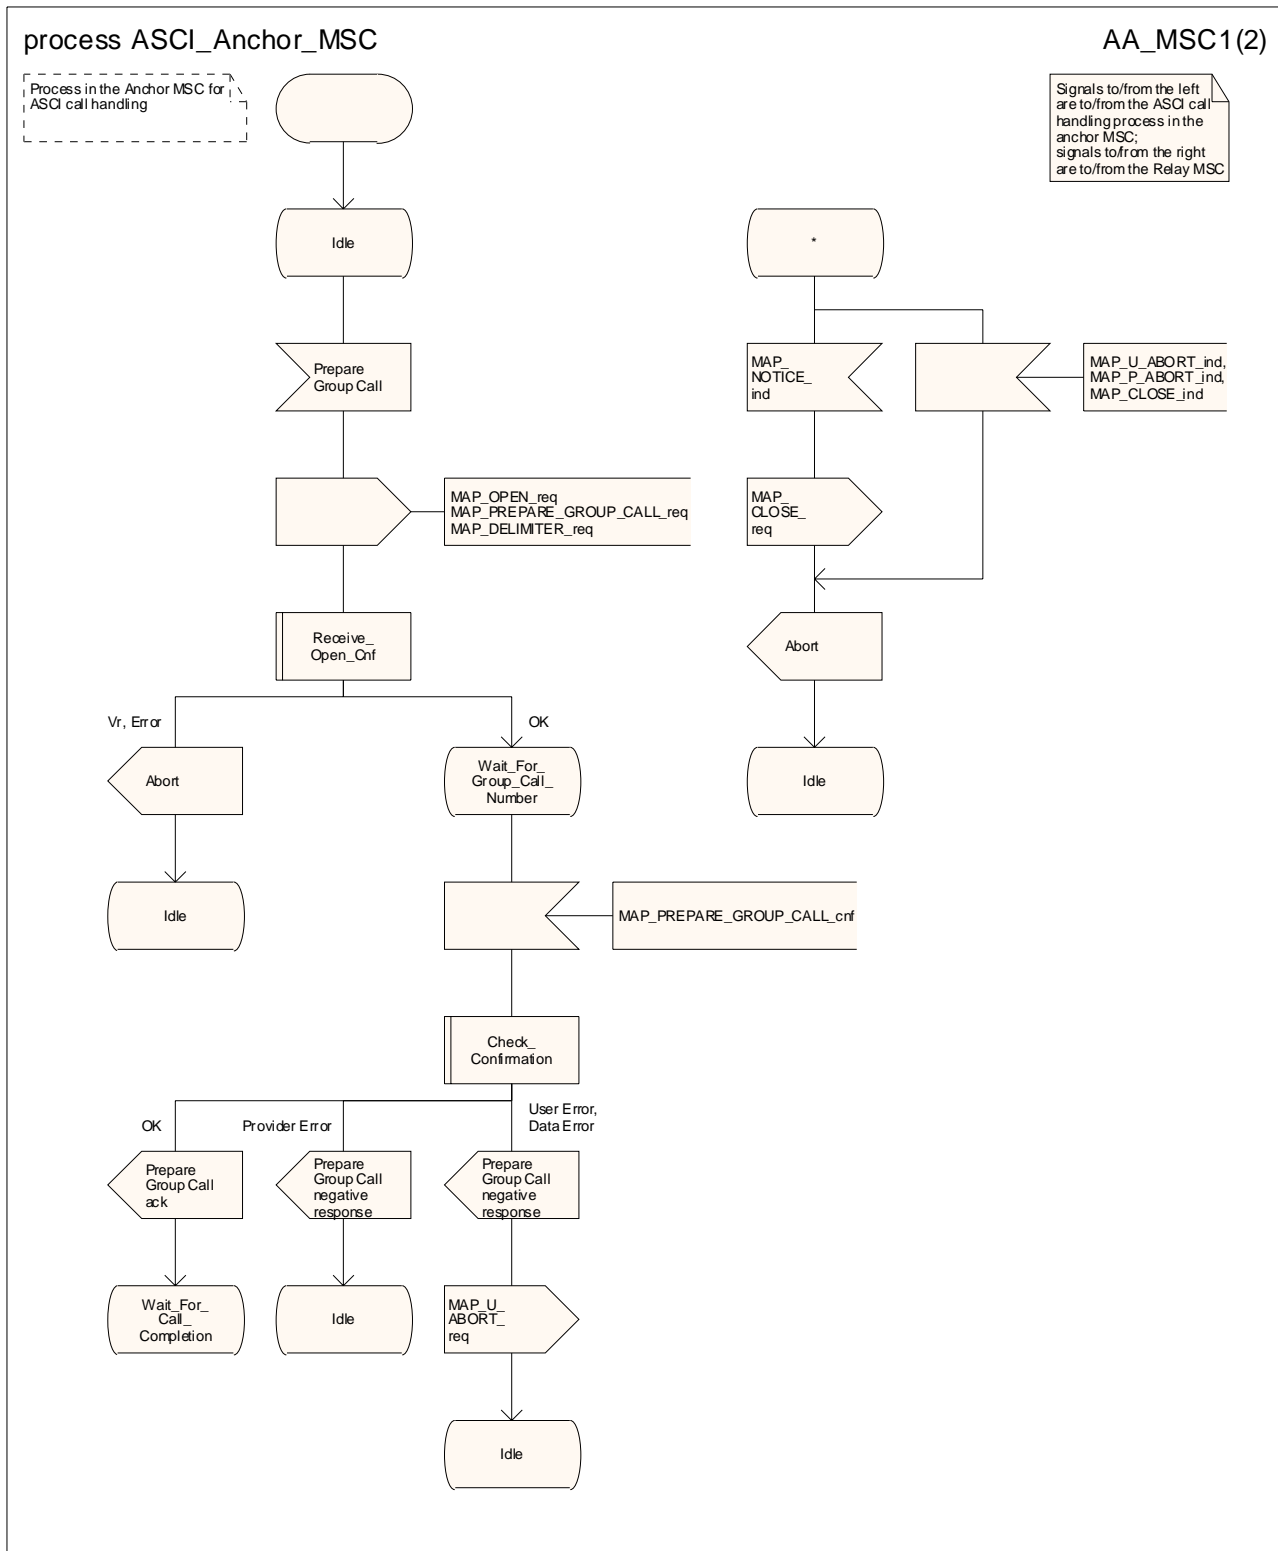 process ASCI_Anchor_MSC
AA_MSC1(2)
Process in the Anchor MSC for
ASCI call handling
Signals to/from the left
are to/from the ASCI call
handling process in the
anchor MSC;
signals to/from the right
are to/from the Relay MSC
Idle
*
Prepare
Group Call
MAP_
NOTICE_
ind
MAP_U_ABORT_ind,
MAP_P_ABORT_ind,
MAP_CLOSE_ind
MAP_OPEN_req
MAP_PREPARE_GROUP_CALL_req
MAP_DELIMITER_req
MAP_
CLOSE_
req
Receive_
Open_Cnf
Abort
Vr, Error
OK
Abort
Wait_For_
Group_Call_
Number
Idle
Idle
MAP_PREPARE_GROUP_CALL_cnf
Check_
Confirmation
OK
Provider Error
User Error,
Data Error
Prepare
Group Call
ack
Prepare
Group Call
negative
response
Prepare
Group Call
negative
response
Wait_For_
Call_
Completion
Idle
MAP_U_
ABORT_
req
Idle